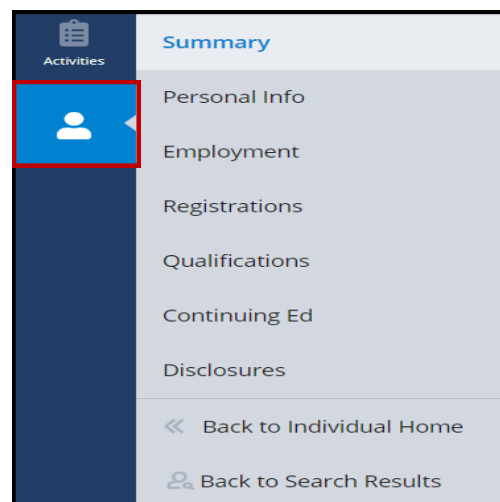 Activities
Summary
Personal Info
Employment
Registrations
Qualifications
Continuing Ed
Disclosures
Back to Individual Home
Back to Search Results